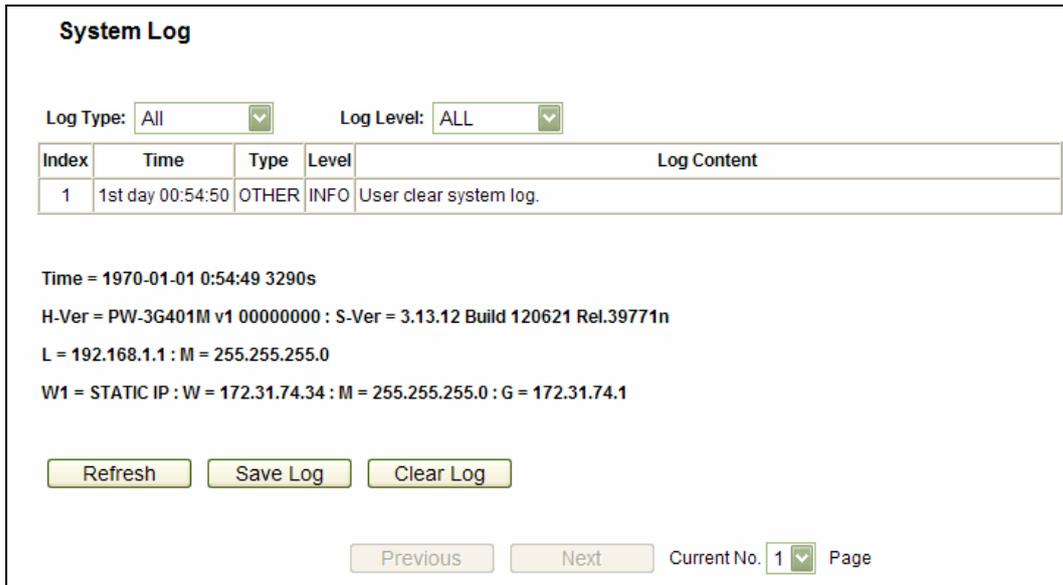 System Log
Log Type: All Log Level: ALL
Index Time Type Level Log Content
1 1st day 00:54:50 OTHER INFO User clear system log.
Time = 1970-01-01 0:54:49 3290s
H-Ver = PW-3G401M v1 00000000 : S-Ver = 3.13.12 Build 120621 Rel.39771n
L = 192.168.1.1 : M = 255.255.255.0
W1 = STATIC IP : W = 172.31.74.34 : M = 255.255.255.0 : G = 172.31.74.1
Refresh Save Log Clear Log
Previous Next Current No. 1 Page